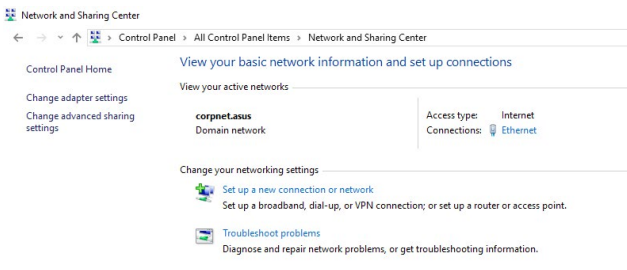 Network and Sharing Center
Control Panel > All Control Panel Items > Network and Sharing Center
Control Panel Home
Change adapter settings
Change advanced sharing
settings
View your basic network information and set up connections
View your active networks
corpnet.asus
Domain network
Access type: Internet
Connections: Ethernet
Change your networking settings
Set up a new connection or network
Set up a broadband, dial-up, or VPN connection; or set up a router or access point.
Troubleshoot problems
Diagnose and repair network problems, or get troubleshooting information.